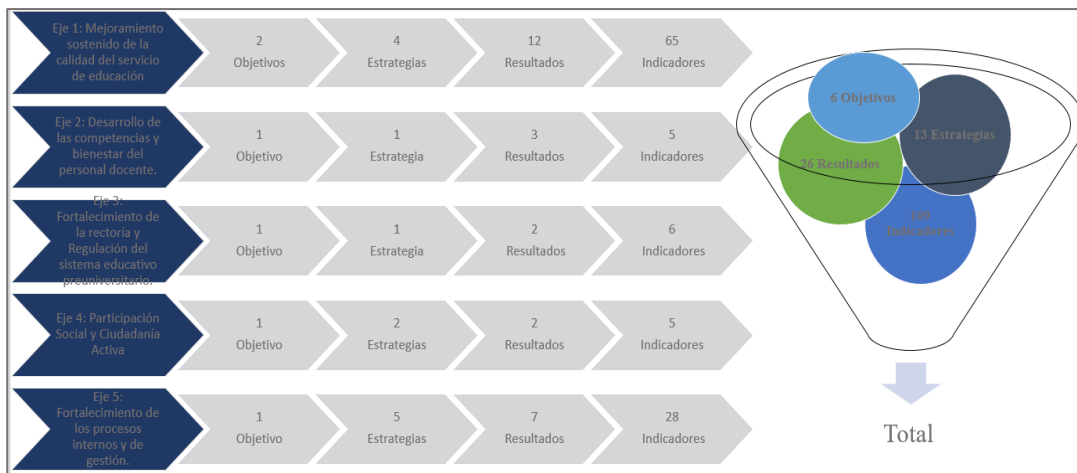 Eje 1: Mejoramiento
sostenido de la
calidad del servicio
de educación
2
Objetivos
4
Estrategias
12
Resultados
65
Indicadores
Eje 2: Desarrollo de
las competencias y
bienestar del
personal docente.
1
Objetivo
1
Estrategia
3
Resultados
5
Indicadores
Eje 3:
Fortalecimiento de
la rectoría y
Regulación del
sistema educativo
preuniversitario.
1
Objetivo
1
Estrategia
2
Resultados
6
Indicadores
Eje 4: Participación
Social y Ciudadanía
Activa
1
Objetivo
2
Estrategias
2
Resultados
5
Indicadores
Eje 5:
Fortalecimiento de
los procesos
internos y de
gestión.
1
Objetivo
5
Estrategias
7
Resultados
28
Indicadores
6 Objetivos
13 Estrategias
26 Resultados
Indicadores
Total